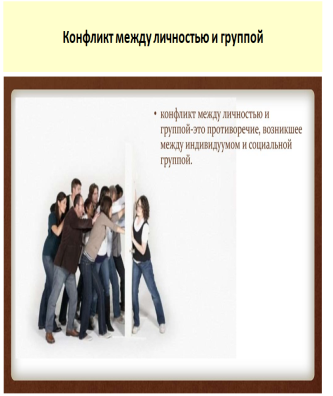 Конфликт между личностью и группой
• конфликт между личностью и
группой-это противоречие, возникшее
между индивидуумом и социальной
группой.